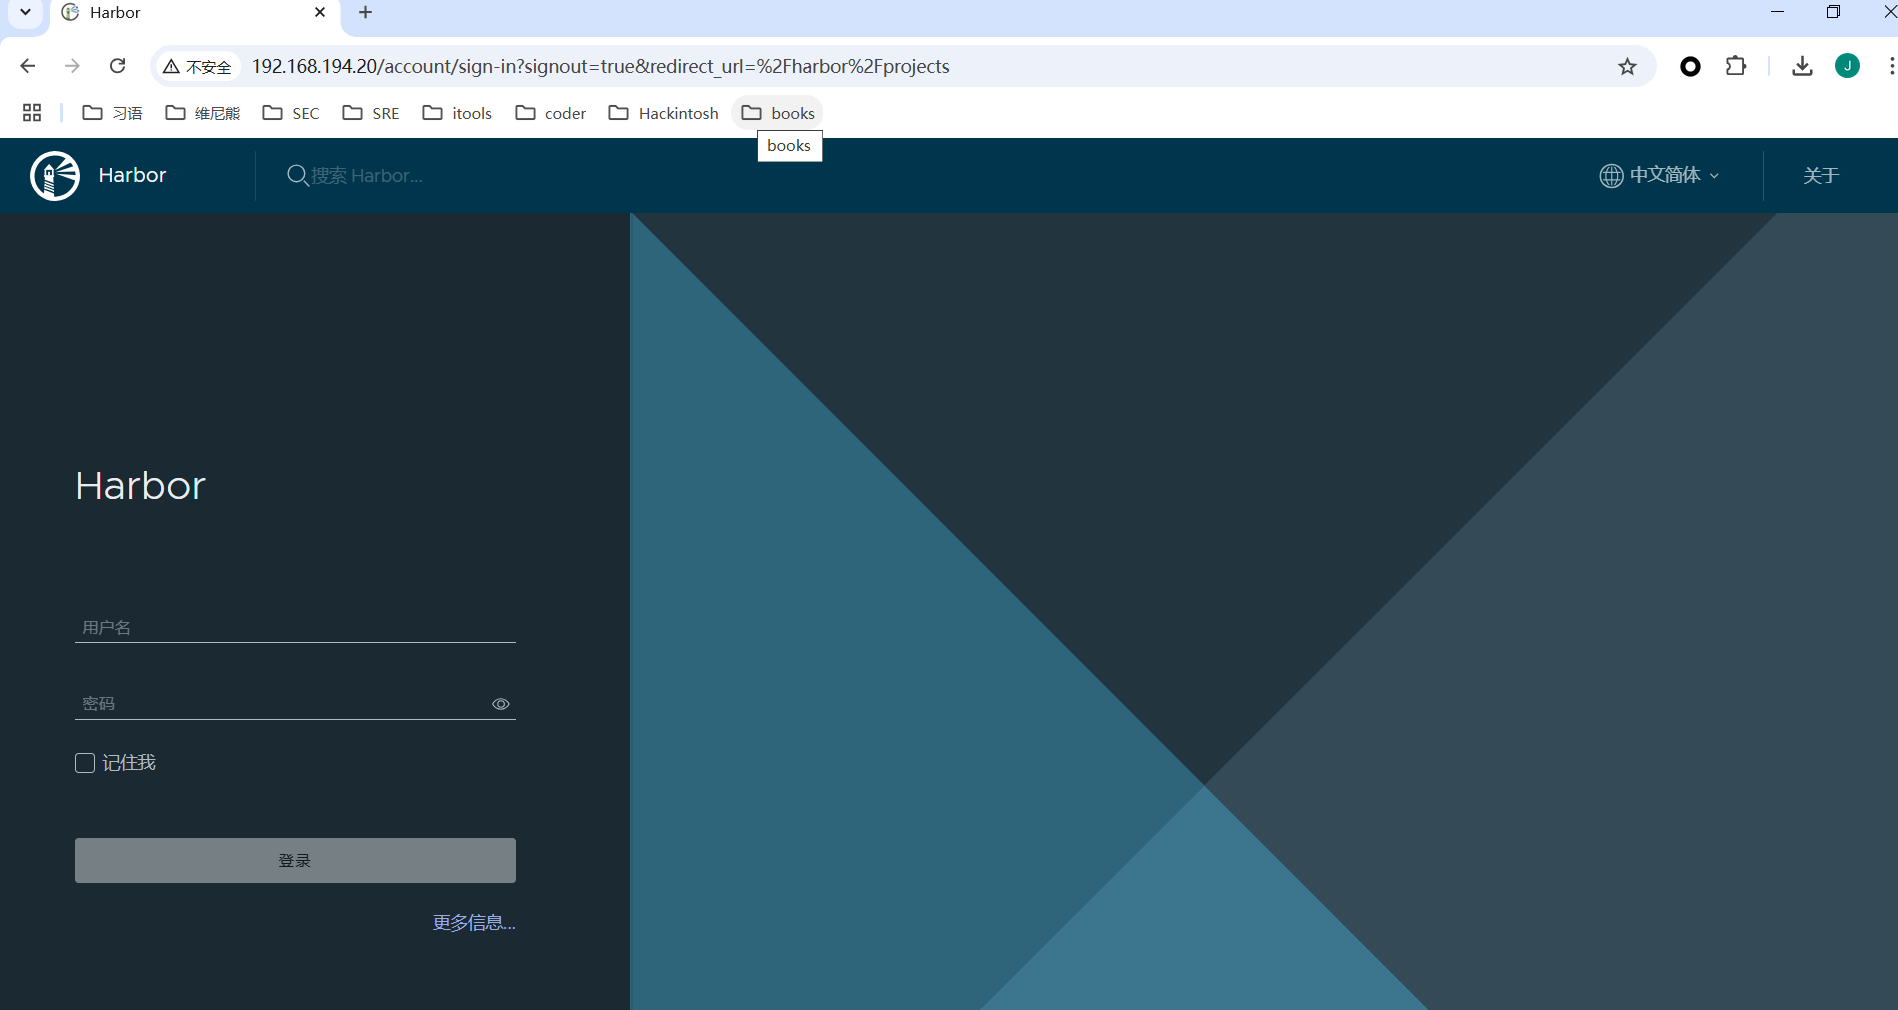 Harbor
不安全 192.168.194.20/account/sign-in?signout=true&redirect_url=%2Fharbor%2Fprojects J
习语 维尼熊 SEC SRE itools coder Hackintosh books
books
Harbor 搜索 Harbor... 中文简体 关于
Harbor
用户名
密码
记住我
登录
更多信息...